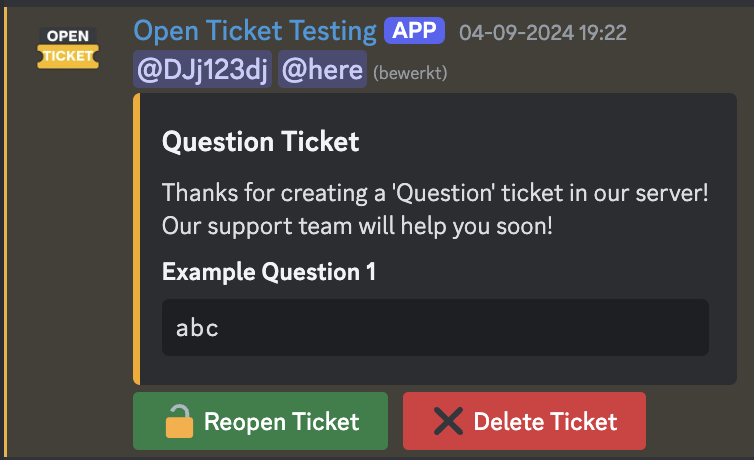 OPEN
TICKET
Open Ticket Testing APP 04-09-2024 19:22
@DJj123dj @here (bewerkt)
Question Ticket
Thanks for creating a 'Question' ticket in our server!
Our support team will help you soon!
Example Question 1
abc
Reopen Ticket Delete Ticket